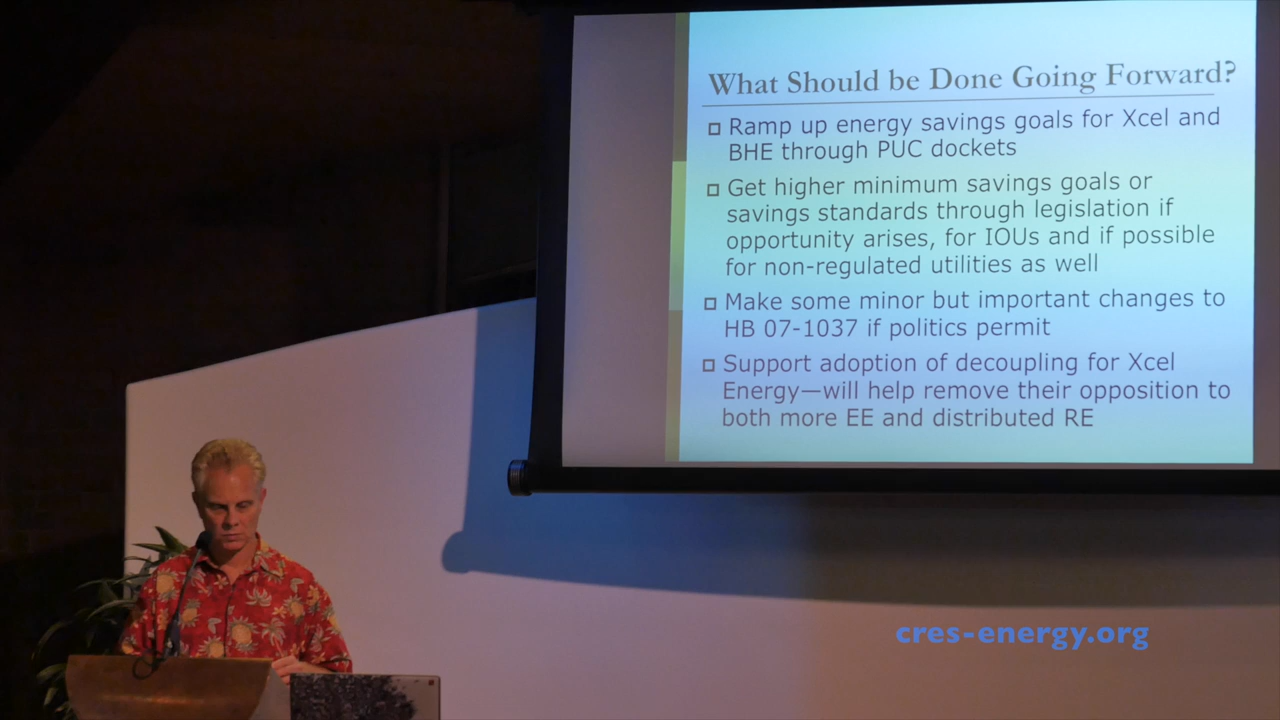 What Should be Done Going Forward?
Ramp up energy savings goals for Xcel and
BHE through PUC dockets
Get higher minimum savings goals or
savings standards through legislation if
opportunity arises, for IOUs and if possible
for non-regulated utilities as well
Make some minor but important changes to
HB 07-1037 if politics permit
Support adoption of decoupling for Xcel
Energy—will help remove their opposition to
both more EE and distributed RE
cres-energy.org